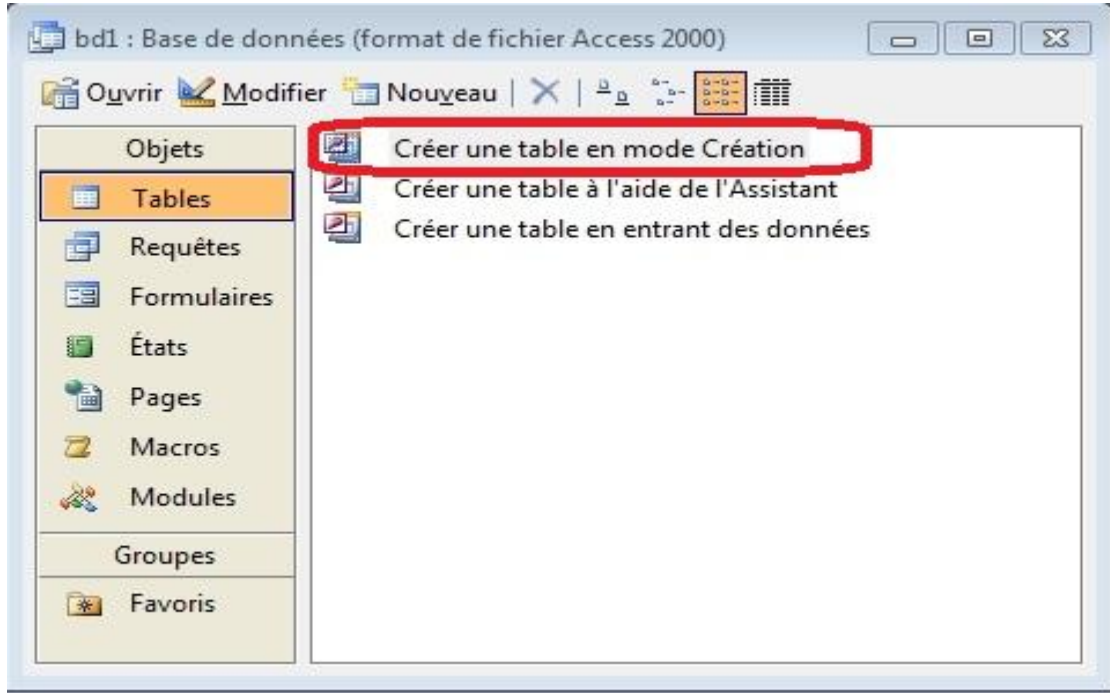 bd1 : Base de données (format de fichier Access 2000)
Ouvrir Modifier Nouveau
Objets
Tables
Requêtes
Formulaires
États
Pages
Macros
Modules
Groupes
Favoris
Créer une table en mode Création
Créer une table à l'aide de l'Assistant
Créer une table en entrant des données